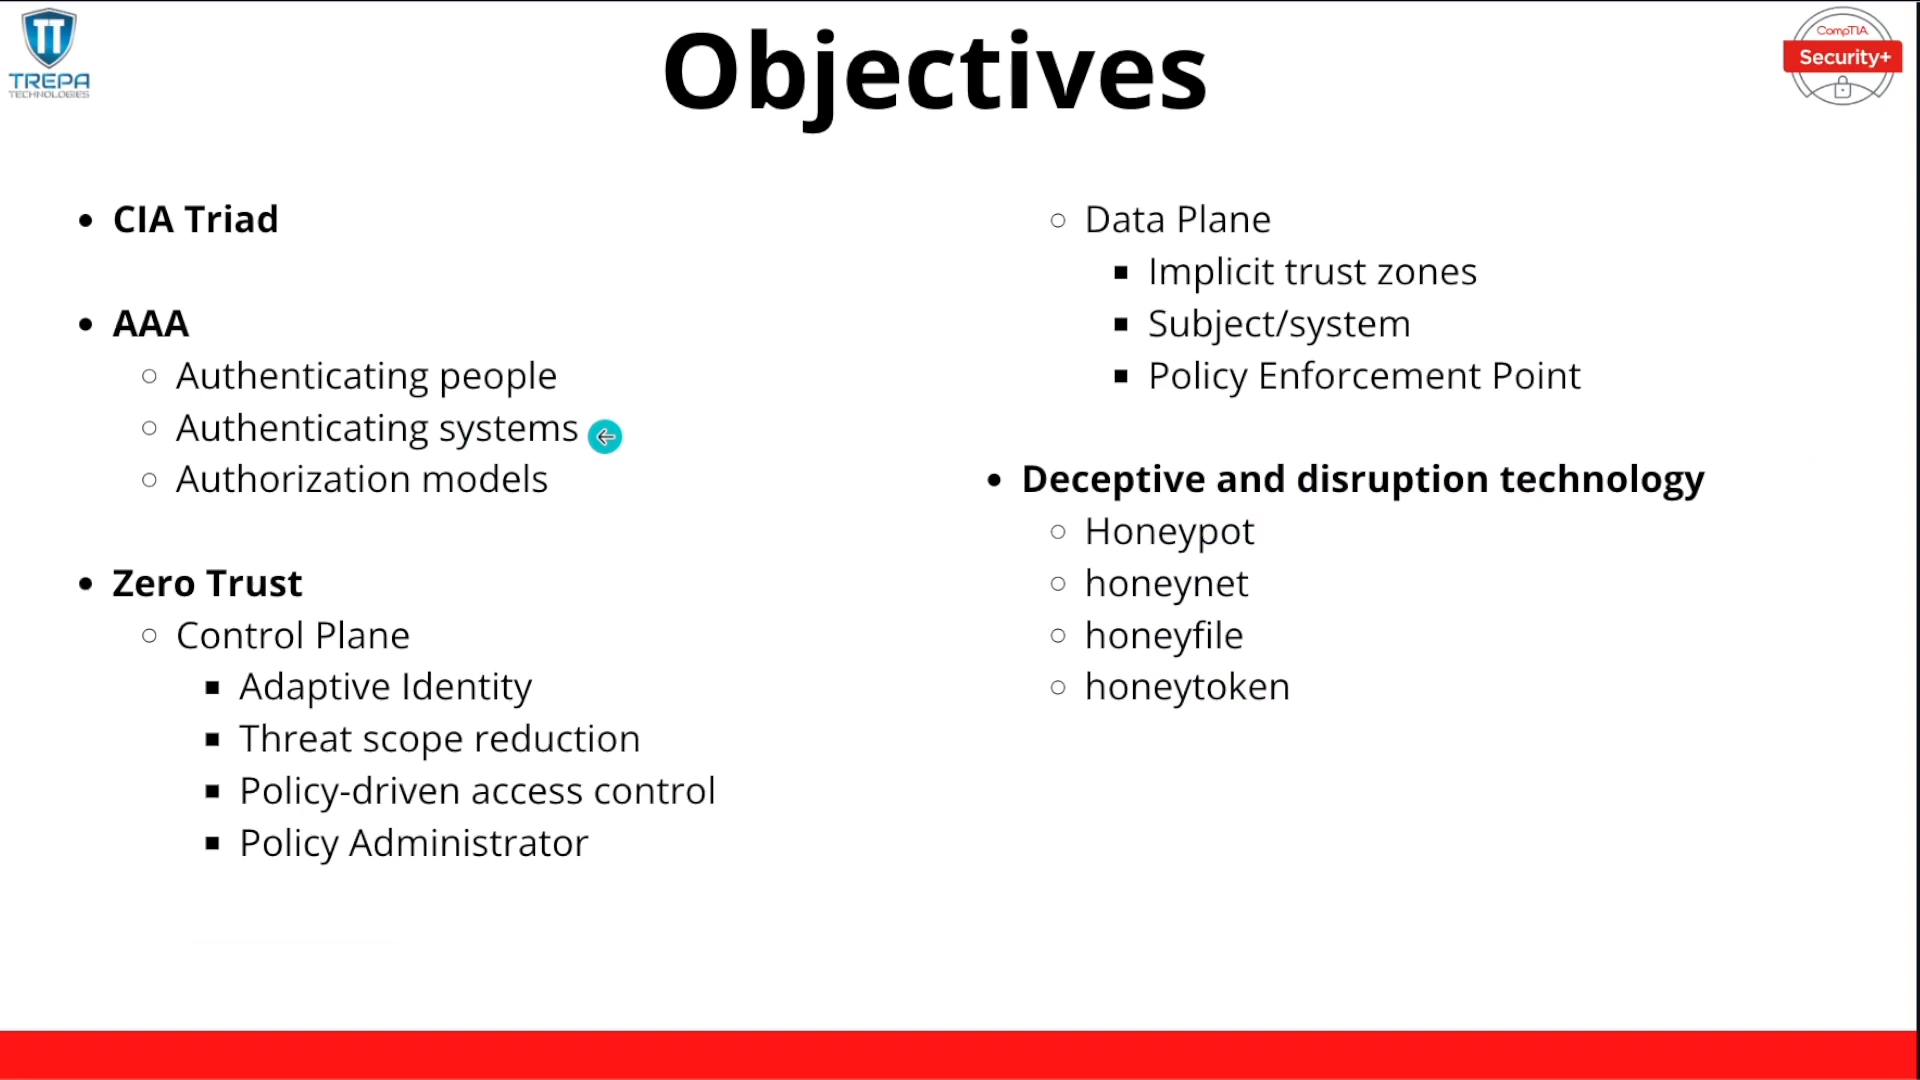 TREPA
TECHNOLOGIES
Objectives
CompTIA
Security+
CIA Triad
AAA
Authenticating people
Authenticating systems
Authorization models
Zero Trust
Control Plane
Adaptive Identity
Threat scope reduction
Policy-driven access control
Policy Administrator
Data Plane
Implicit trust zones
Subject/system
Policy Enforcement Point
Deceptive and disruption technology
Honeypot
honeynet
honeyfile
honeytoken